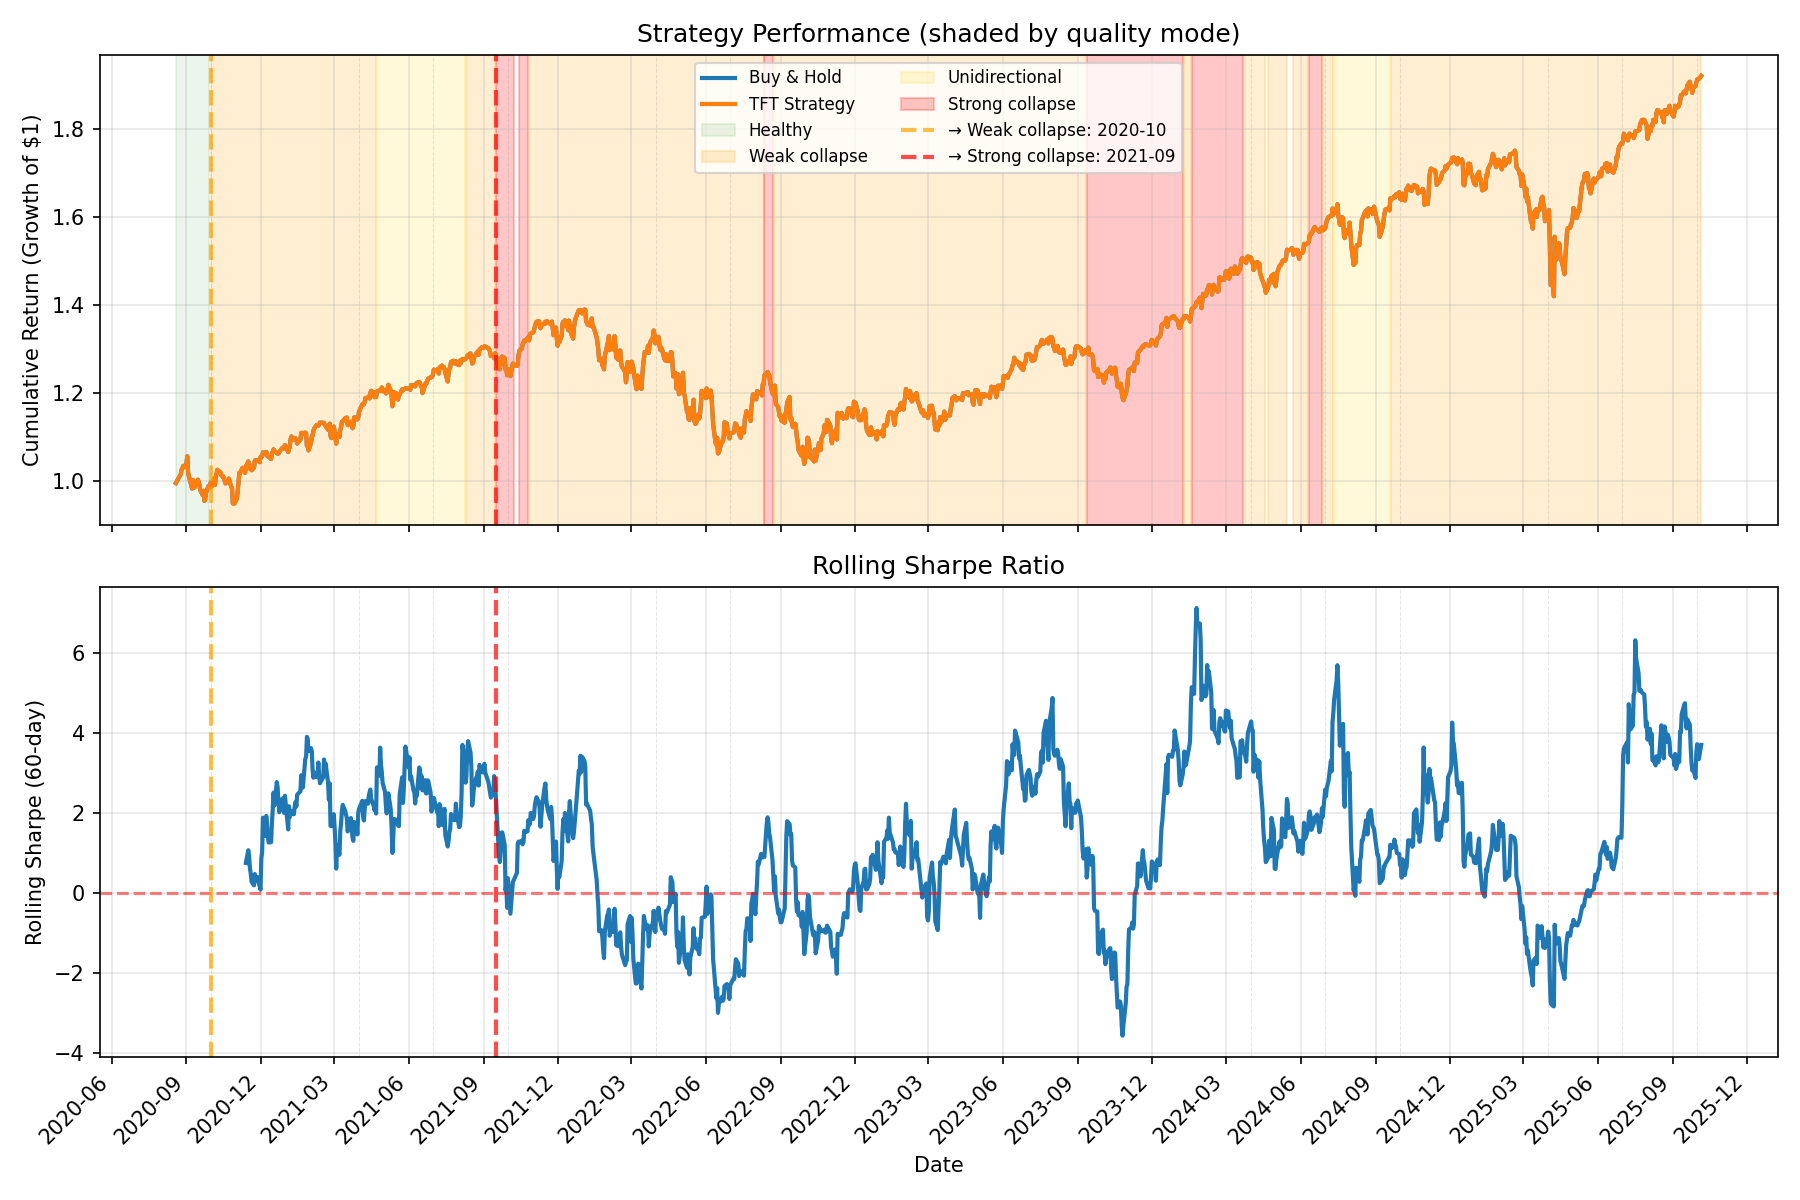 Strategy Performance (shaded by quality mode)
Cumulative Return (Growth of $1)
1.8
1.6
1.4
1.2
1.0
Buy & Hold
TFT Strategy
Healthy
Weak collapse
Unidirectional
Strong collapse
→ Weak collapse: 2020-10
→ Strong collapse: 2021-09
Rolling Sharpe Ratio
Rolling Sharpe (60-day)
6
4
2
0
−2
−4
2020-06
2020-09
2020-12
2021-03
2021-06
2021-09
2021-12
2022-03
2022-06
2022-09
2022-12
2023-03
2023-06
2023-09
2023-12
2024-03
2024-06
2024-09
2024-12
2025-03
2025-06
2025-09
2025-12
Date